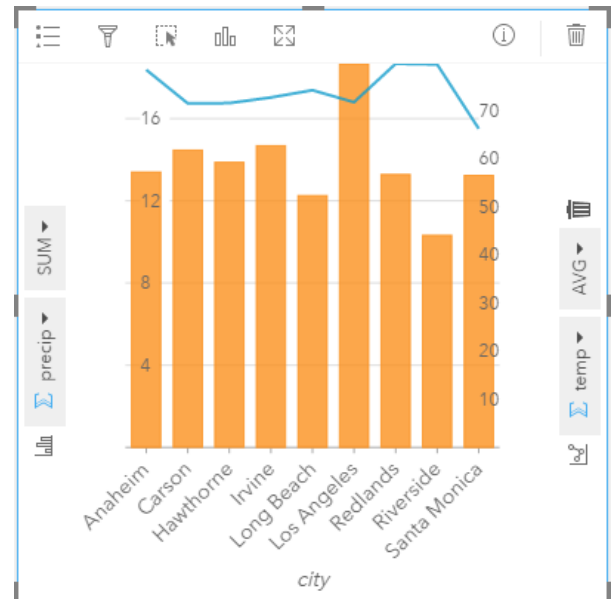 16
12
8
4
70
60
50
40
30
20
10
SUM
precip
AVG
temp
Anaheim
Carson
Hawthorne
Irvine
Long Beach
Los Angeles
Redlands
Riverside
Santa Monica
city